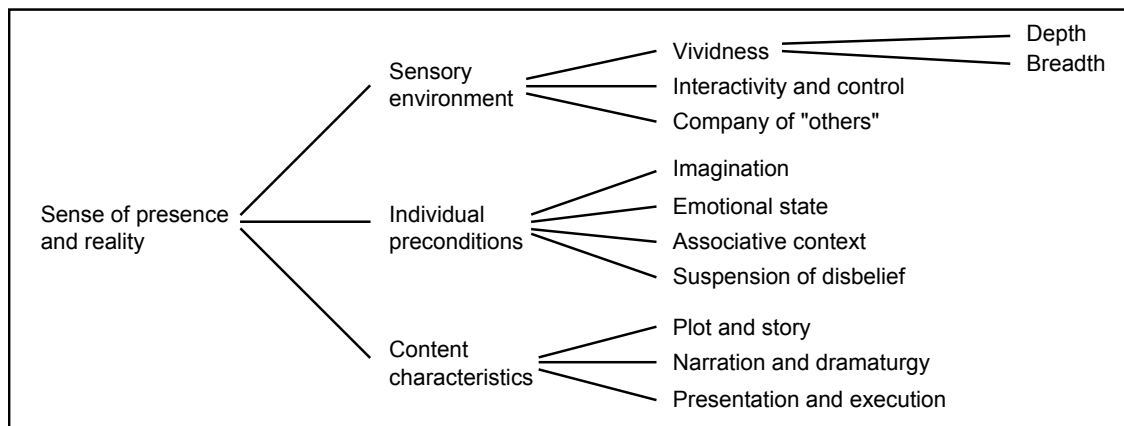 Sense of presence
and reality
Sensory
environment
Vividness
Depth
Breadth
Interactivity and control
Company of "others"
Individual
preconditions
Imagination
Emotional state
Associative context
Suspension of disbelief
Content
characteristics
Plot and story
Narration and dramaturgy
Presentation and execution